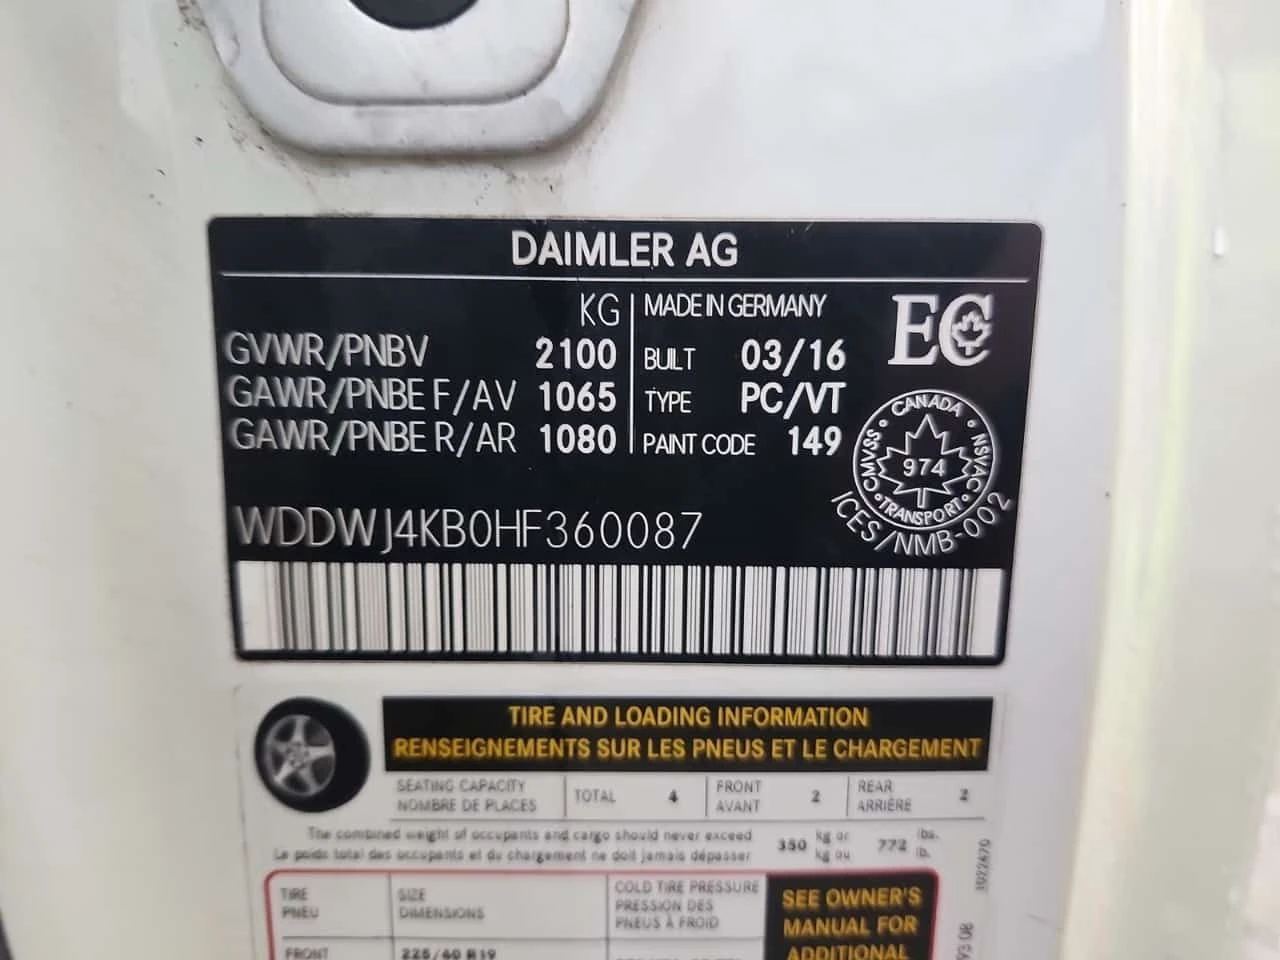 DAIMLER AG
KG
GVWR/PNBV 2100
GAWR/PNBE F/AV 1065
GAWR/PNBE R/AR 1080
MADE IN GERMANY
BUILT 03/16
TYPE PC/VT
PAINT CODE 149
EC
CANADA
CMVSS NSVAC
974
TRANSPORT
ICES/NMB-002
WDDWJ4KB0HF360087
TIRE AND LOADING INFORMATION
RENSEIGNEMENTS SUR LES PNEUS ET LE CHARGEMENT
SEATING CAPACITY
NOMBRE DE PLACES
TOTAL 4
FRONT
AVANT
2
REAR
ARRIÈRE
2
The combined weight of occupants and cargo should never exceed
Le poids total des occupants et du chargement ne doit jamais dépasser
350 kg or
kg ou
772 lbs.
lb.
3022470
TIRE
PNEU
SIZE
DIMENSIONS
COLD TIRE PRESSURE
PRESSION DES
PNEUS À FROID
SEE OWNER'S
MANUAL FOR
ADDITIONAL
FRONT
225/40 R19